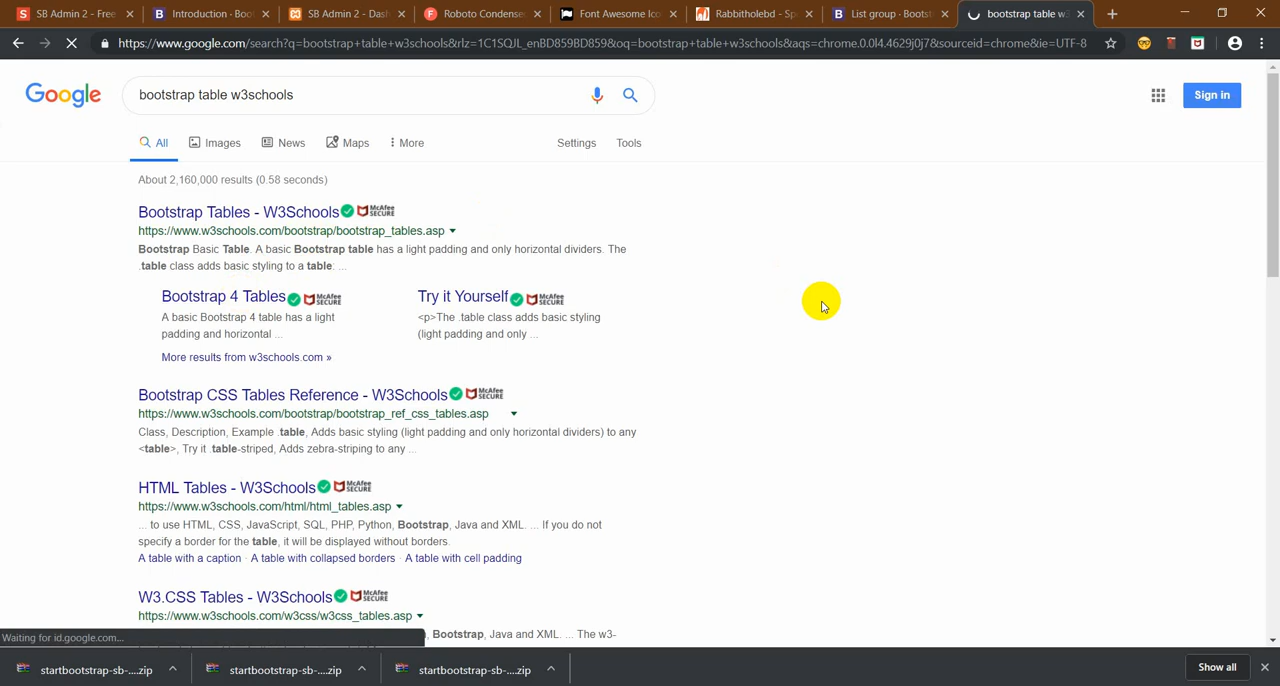 SB Admin 2 - Free
Introduction - Boo
SB Admin 2 - Dash
Roboto Condense
Font Awesome Ico
Rabbitholebd - Sp
List group - Bootst
bootstrap table w3
https://www.google.com/search?q=bootstrap+table+w3schools&rlz=1C1SQJL_enBD859BD859&oq=bootstrap+table+w3schools&aqs=chrome.0.0l4.4629j0j7&sourceid=chrome&ie=UTF-8
Google
bootstrap table w3schools
Sign in
All
Images
News
Maps
More
Settings
Tools
About 2,160,000 results (0.58 seconds)
Bootstrap Tables - W3Schools McAfee SECURE
https://www.w3schools.com/bootstrap/bootstrap_tables.asp
Bootstrap Basic Table. A basic Bootstrap table has a light padding and only horizontal dividers. The
.table class adds basic styling to a table: ...
Bootstrap 4 Tables McAfee SECURE
A basic Bootstrap 4 table has a light
padding and horizontal ...
Try it Yourself McAfee SECURE
<p>The .table class adds basic styling
(light padding and only ...
More results from w3schools.com »
Bootstrap CSS Tables Reference - W3Schools McAfee SECURE
https://www.w3schools.com/bootstrap/bootstrap_ref_css_tables.asp
Class, Description, Example .table, Adds basic styling (light padding and only horizontal dividers) to any
<table>, Try it .table-striped, Adds zebra-striping to any ...
HTML Tables - W3Schools McAfee SECURE
https://www.w3schools.com/html/html_tables.asp
... to use HTML, CSS, JavaScript, SQL, PHP, Python, Bootstrap, Java and XML. ... If you do not
specify a border for the table, it will be displayed without borders.
A table with a caption · A table with collapsed borders · A table with cell padding
W3.CSS Tables - W3Schools McAfee SECURE
https://www.w3schools.com/w3css/w3css_tables.asp
, Bootstrap, Java and XML. ... The w3-
Waiting for id.google.com...
startbootstrap-sb-....zip
startbootstrap-sb-....zip
startbootstrap-sb-....zip
Show all